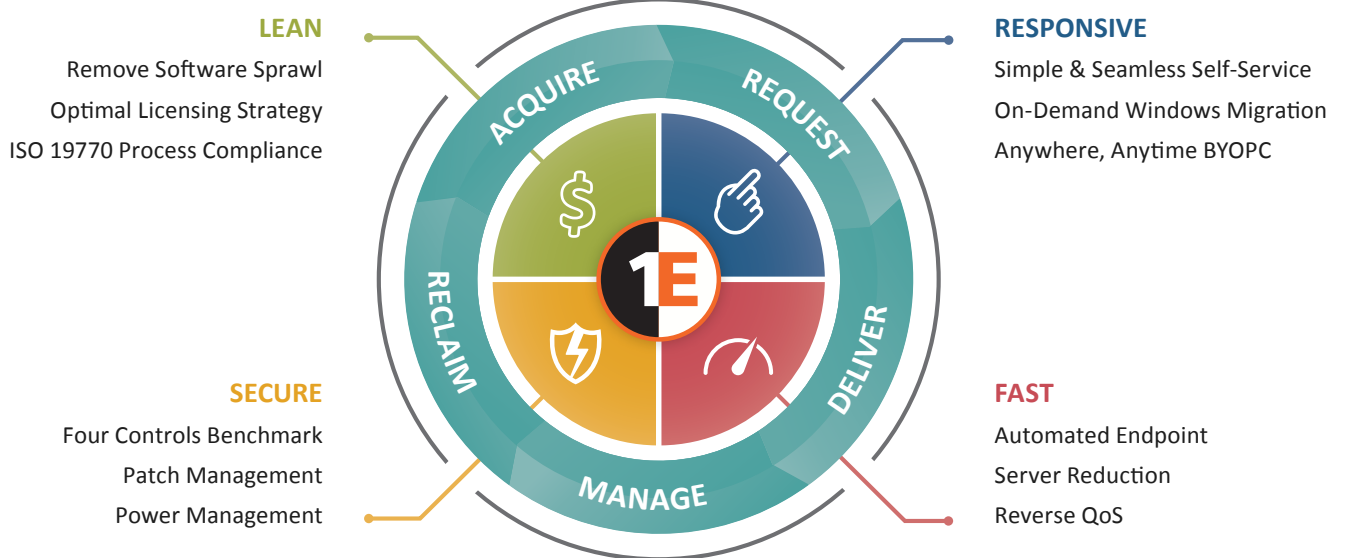 LEAN
Remove Software Sprawl
Optimal Licensing Strategy
ISO 19770 Process Compliance
RESPONSIVE
Simple & Seamless Self-Service
On-Demand Windows Migration
Anywhere, Anytime BYOPC
ACQUIRE
REQUEST
DELIVER
MANAGE
RECLAIM
1E
SECURE
Four Controls Benchmark
Patch Management
Power Management
FAST
Automated Endpoint
Server Reduction
Reverse QoS